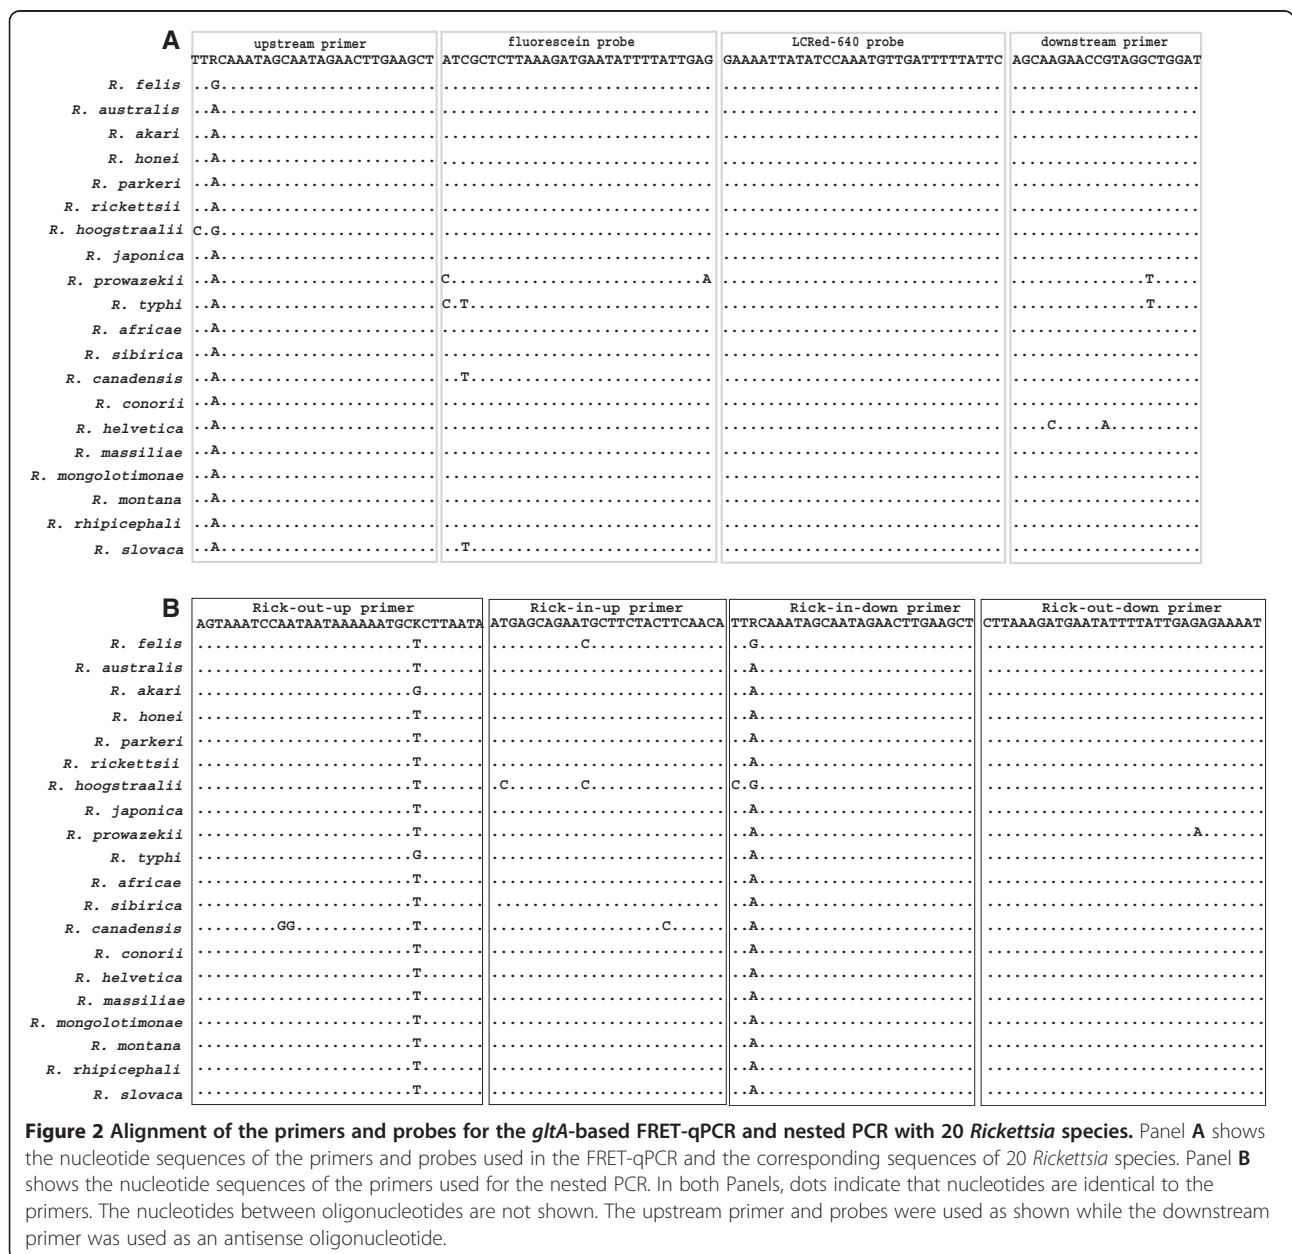 A
upstream primer fluorescein probe LCRed-640 probe downstream primer
TTRCAAATAGCAATAGAACTTGAAGCT ATCGCTCTTAAAGATGAATATTTTATTGAG GAAAATTATATCCAAATGTTGATTTTTATTC AGCAAGAACCGTAGGCTGGAT
R. felis ..G........................ .............................. ............................... .....................
R. australis ..A........................ .............................. ............................... .....................
R. akari ..A........................ .............................. ............................... .....................
R. honei ..A........................ .............................. ............................... .....................
R. parkeri ..A........................ .............................. ............................... .....................
R. rickettsii ..A........................ .............................. ............................... .....................
R. hoogstraalii C.G........................ .............................. ............................... .....................
R. japonica ..A........................ .............................. ............................... .....................
R. prowazekii ..A........................ C............................A ............................... ...............T.....
R. typhi ..A........................ C.T........................... ............................... ...............T.....
R. africae ..A........................ .............................. ............................... .....................
R. sibirica ..A........................ .............................. ............................... .....................
R. canadensis ..A........................ ..T........................... ............................... .....................
R. conorii ..A........................ .............................. ............................... .....................
R. helvetica ..A........................ .............................. ............................... ....C.....A..........
R. massiliae ..A........................ .............................. ............................... .....................
R. mongolotimonae ..A........................ .............................. ............................... .....................
R. montana ..A........................ .............................. ............................... .....................
R. rhipicephali ..A........................ .............................. ............................... .....................
R. slovaca ..A........................ ..T........................... ............................... .....................
B
Rick-out-up primer Rick-in-up primer Rick-in-down primer Rick-out-down primer
AGTAAATCCAATAATAAAAAATGCKCTTAATA ATGAGCAGAATGCTTCTACTTCAACA TTRCAAATAGCAATAGAACTTGAAGCT CTTAAAGATGAATATTTTATTGAGAGAAAAT
R. felis ........................T....... ..........C............... ..G........................ ...............................
R. australis ........................T....... .......................... ..A........................ ...............................
R. akari ........................G....... .......................... ..A........................ ...............................
R. honei ........................T....... .......................... ..A........................ ...............................
R. parkeri ........................T....... .......................... ..A........................ ...............................
R. rickettsii ........................T....... .......................... ..A........................ ...............................
R. hoogstraalii ........................T....... .C........C............... C.G........................ ...............................
R. japonica ........................T....... .......................... ..A........................ ...............................
R. prowazekii ........................T....... .......................... ..A........................ .......................A.......
R. typhi ........................G....... .......................... ..A........................ ...............................
R. africae ........................T....... .......................... ..A........................ ...............................
R. sibirica ........................T....... .......................... ..A........................ ...............................
R. canadensis .........GG.............T....... ...................C...... ..A........................ ...............................
R. conorii ........................T....... .......................... ..A........................ ...............................
R. helvetica ........................T....... .......................... ..A........................ ...............................
R. massiliae ........................T....... .......................... ..A........................ ...............................
R. mongolotimonae ........................T....... .......................... ..A........................ ...............................
R. montana ........................T....... .......................... ..A........................ ...............................
R. rhipicephali ........................T....... .......................... ..A........................ ...............................
R. slovaca ........................T....... .......................... ..A........................ ...............................
Figure 2 Alignment of the primers and probes for the gltA-based FRET-qPCR and nested PCR with 20 Rickettsia species. Panel A shows
the nucleotide sequences of the primers and probes used in the FRET-qPCR and the corresponding sequences of 20 Rickettsia species. Panel B
shows the nucleotide sequences of the primers used for the nested PCR. In both Panels, dots indicate that nucleotides are identical to the
primers. The nucleotides between oligonucleotides are not shown. The upstream primer and probes were used as shown while the downstream
primer was used as an antisense oligonucleotide.